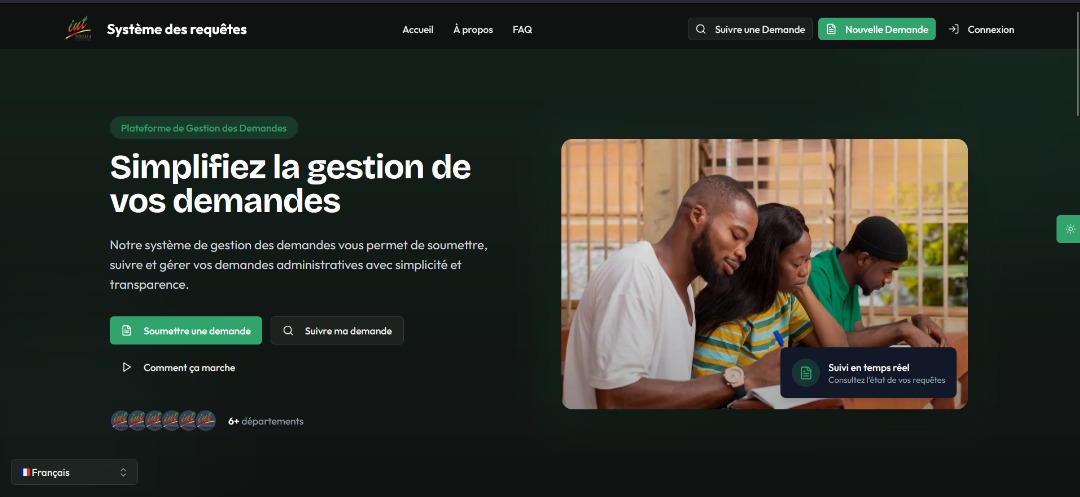 iut
Système des requêtes
Accueil
À propos
FAQ
Suivre une Demande
Nouvelle Demande
Connexion
Plateforme de Gestion des Demandes
Simplifiez la gestion de
vos demandes
Notre système de gestion des demandes vous permet de soumettre,
suivre et gérer vos demandes administratives avec simplicité et
transparence.
Soumettre une demande
Suivre ma demande
Comment ça marche
6+ départements
Suivi en temps réel
Consultez l'état de vos requêtes
Français